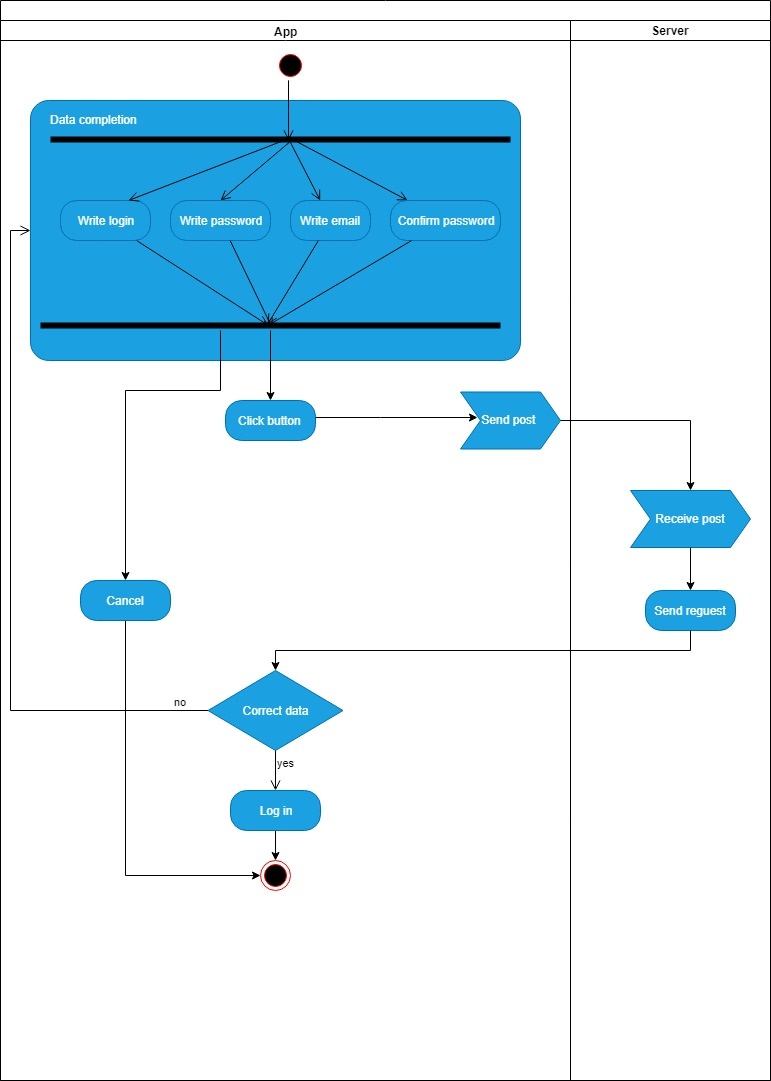 App
Server
Data completion
Write login
Write password
Write email
Confirm password
Click button
Send post
Receive post
Cancel
Send reguest
no
Correct data
yes
Log in